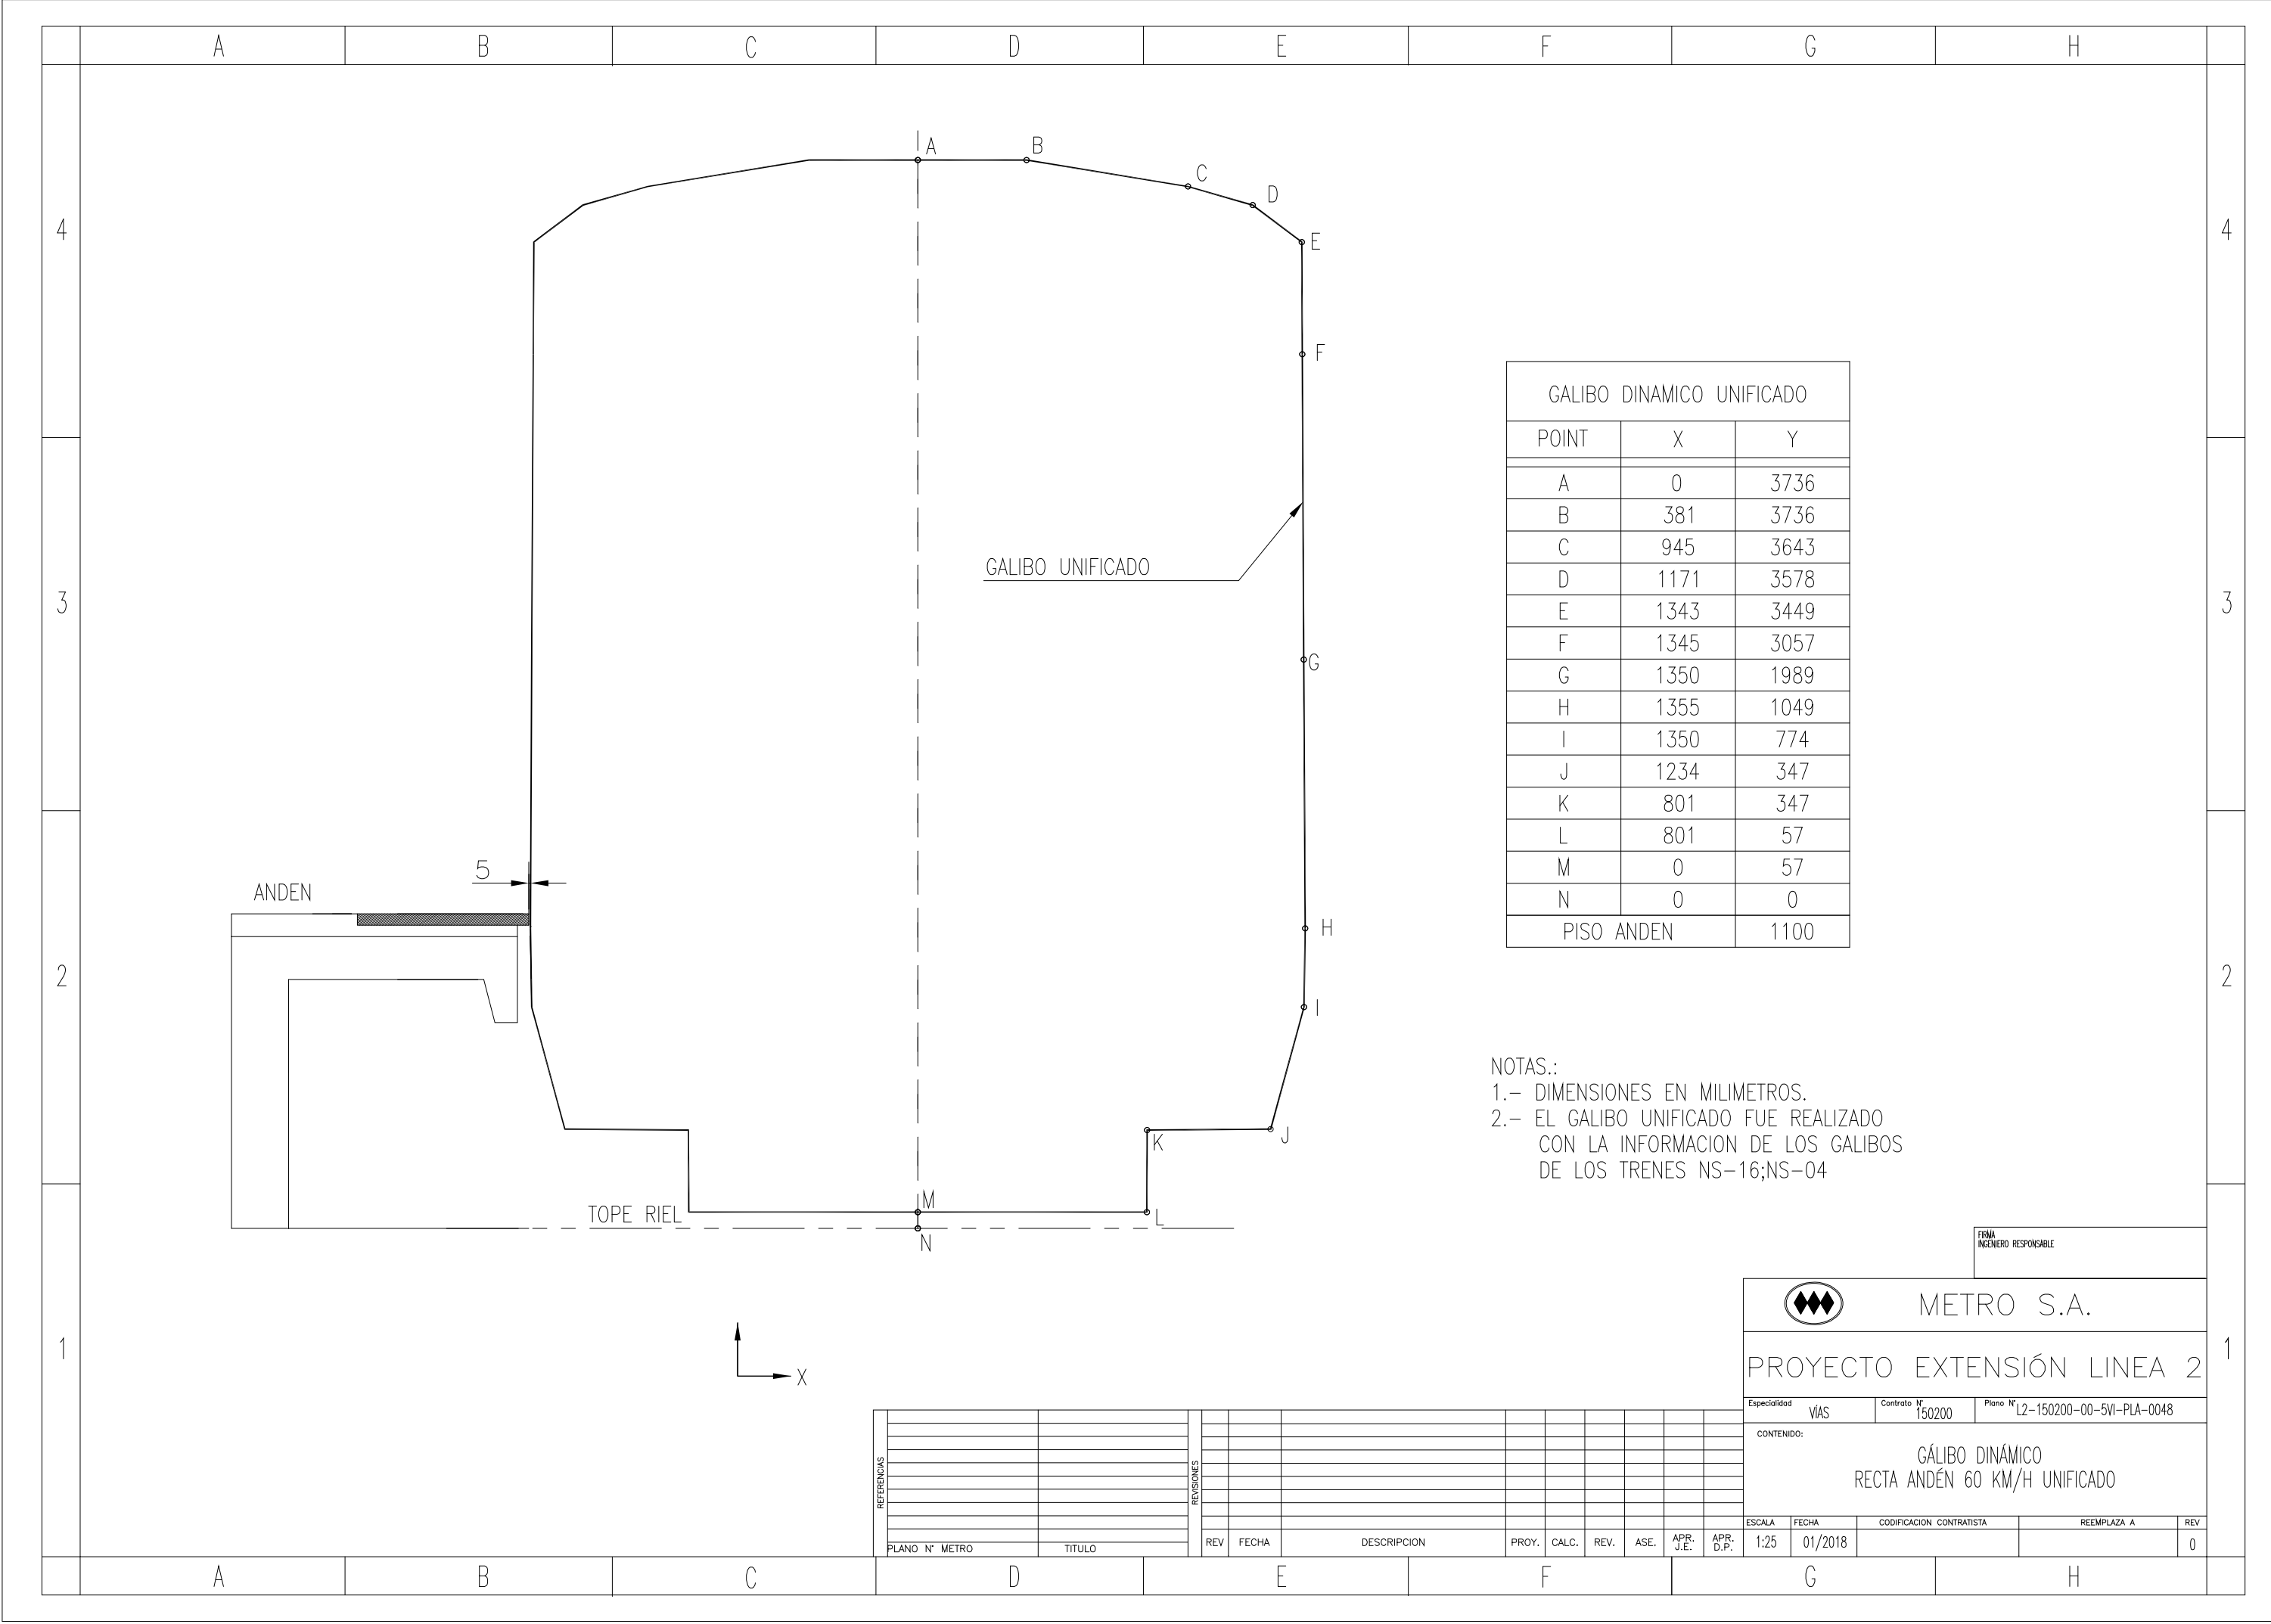 A B C D E F G H
4 4
3 3
2 2
1 1
A
B
C
D
E
F
G
H
I
J
K
L
M
N
GALIBO UNIFICADO
5
ANDEN
TOPE RIEL
X
GALIBO DINAMICO UNIFICADO
POINT X Y
A 0 3736
B 381 3736
C 945 3643
D 1171 3578
E 1343 3449
F 1345 3057
G 1350 1989
H 1355 1049
I 1350 774
J 1234 347
K 801 347
L 801 57
M 0 57
N 0 0
PISO ANDEN 1100
NOTAS.:
1.- DIMENSIONES EN MILIMETROS.
2.- EL GALIBO UNIFICADO FUE REALIZADO
CON LA INFORMACION DE LOS GALIBOS
DE LOS TRENES NS-16;NS-04
FIRMA
INGENIERO RESPONSABLE
METRO S.A.
PROYECTO EXTENSIÓN LINEA 2
Especialidad VÍAS Contrato N° 150200 Plano N° L2-150200-00-5VI-PLA-0048
CONTENIDO:
GÁLIBO DINÁMICO
RECTA ANDÉN 60 KM/H UNIFICADO
ESCALA FECHA CODIFICACION CONTRATISTA REEMPLAZA A REV
1:25 01/2018 0
REFERENCIAS
PLANO N° METRO TITULO
REVISIONES
REV FECHA DESCRIPCION PROY. CALC. REV. ASE. APR. J.E. APR. D.P.
A B C D E F G H